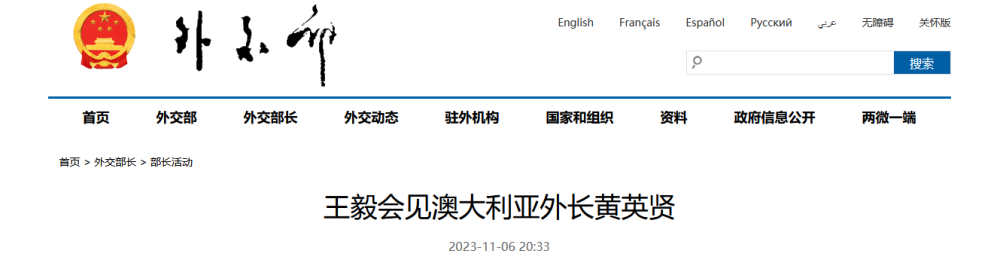 外交部
English Français Español Русский عربي 无障碍 关怀版
搜索
首页 外交部 外交部长 外交动态 驻外机构 国家和组织 资料 政府信息公开 两微一端
首页 > 外交部长 > 部长活动
王毅会见澳大利亚外长黄英贤
2023-11-06 20:33